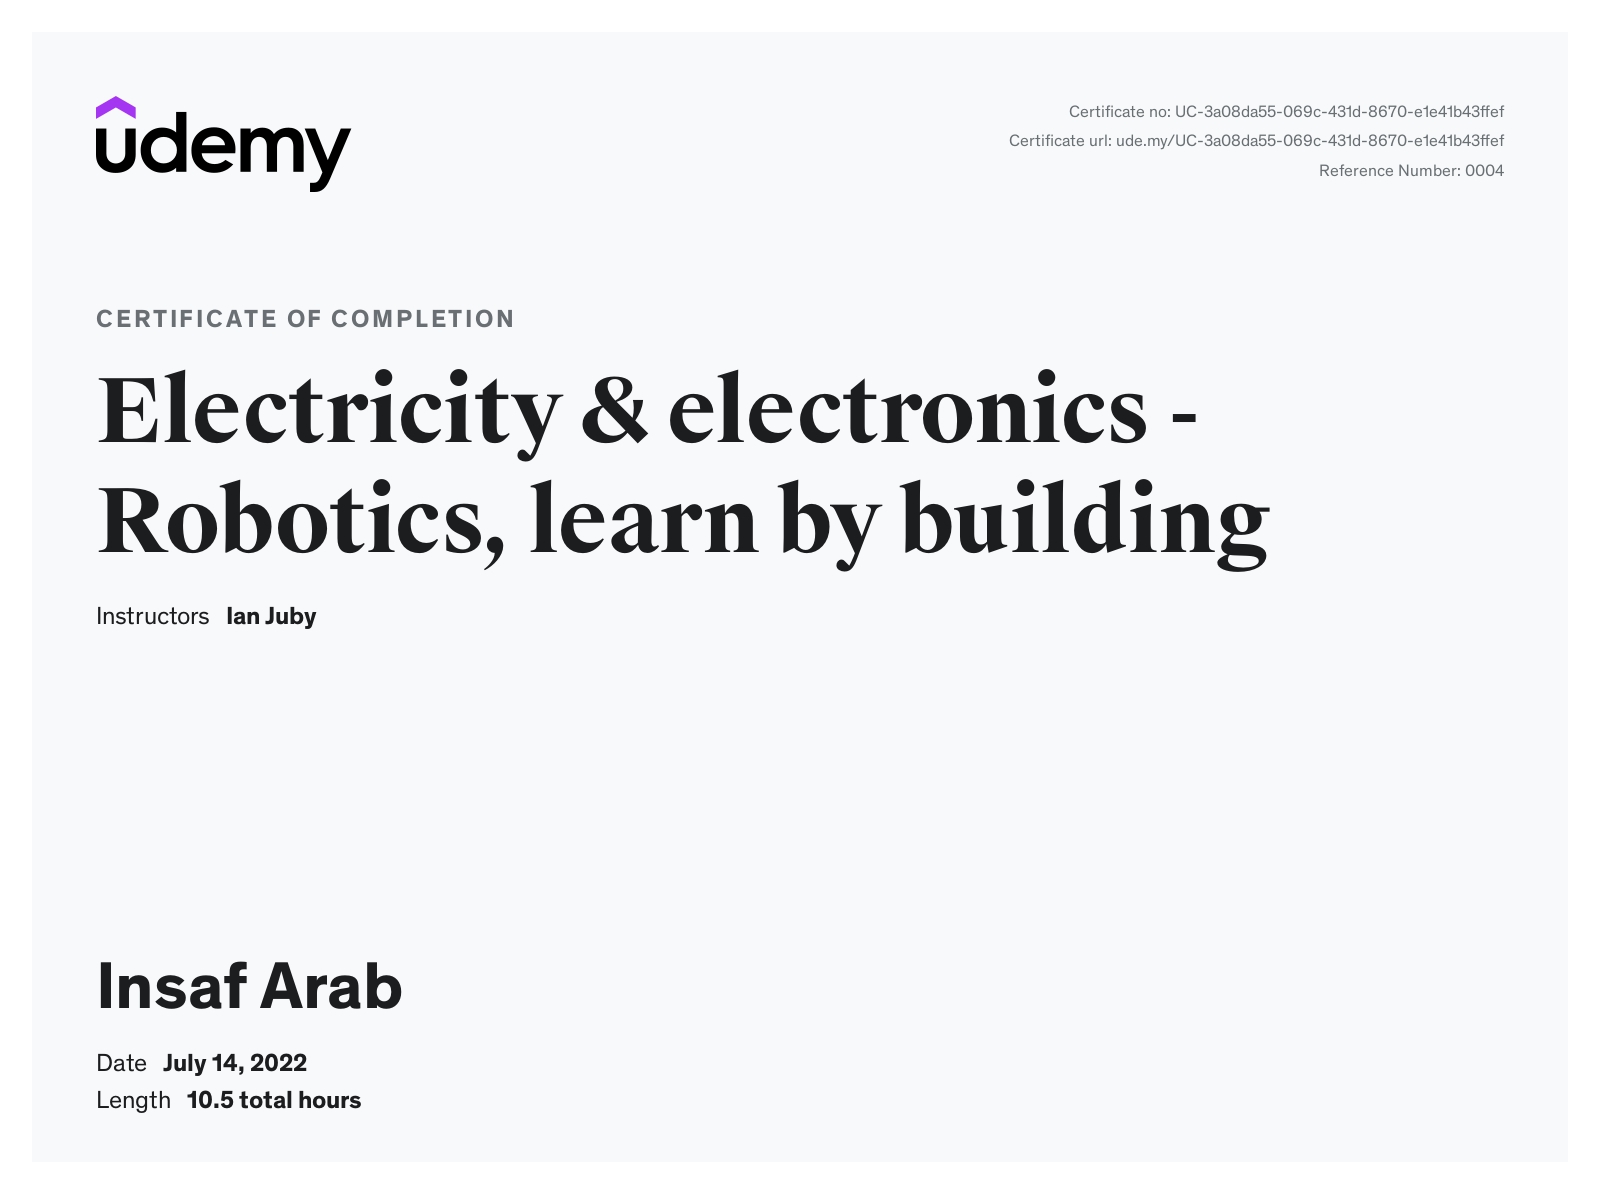 udemy
Certificate no: UC-3a08da55-069c-431d-8670-e1e41b43ffef
Certificate url: ude.my/UC-3a08da55-069c-431d-8670-e1e41b43ffef
Reference Number: 0004
CERTIFICATE OF COMPLETION
Electricity & electronics -
Robotics, learn by building
Instructors Ian Juby
Insaf Arab
Date July 14, 2022
Length 10.5 total hours